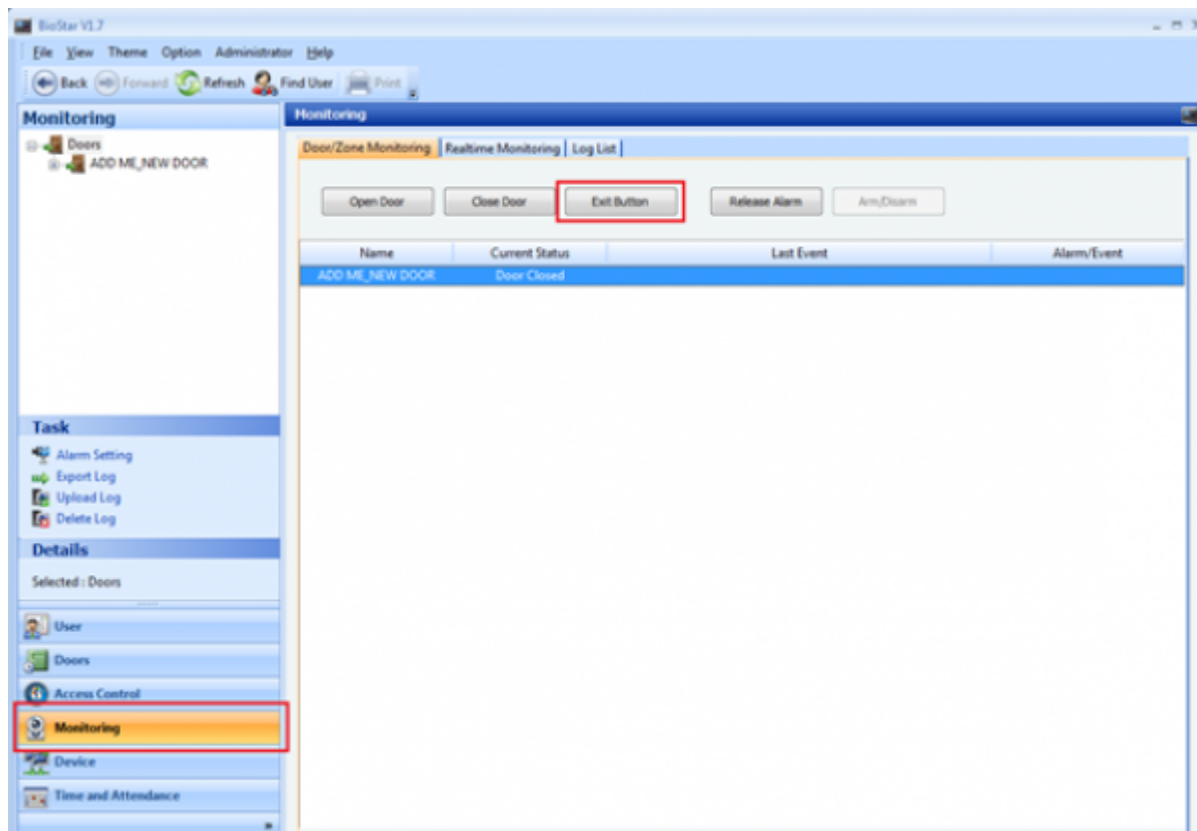 BioStar V1.7
File View Theme Option Administrator Help
Back Forward Refresh Find User Print
Monitoring
Doors
ADD ME_NEW DOOR
Task
Alarm Setting
Export Log
Upload Log
Delete Log
Details
Selected : Doors
User
Doors
Access Control
Monitoring
Device
Time and Attendance
Monitoring
Door/Zone Monitoring Realtime Monitoring Log List
Open Door Close Door Exit Button Release Alarm Arm/Disarm
Name Current Status Last Event Alarm/Event
ADD ME_NEW DOOR Door Closed